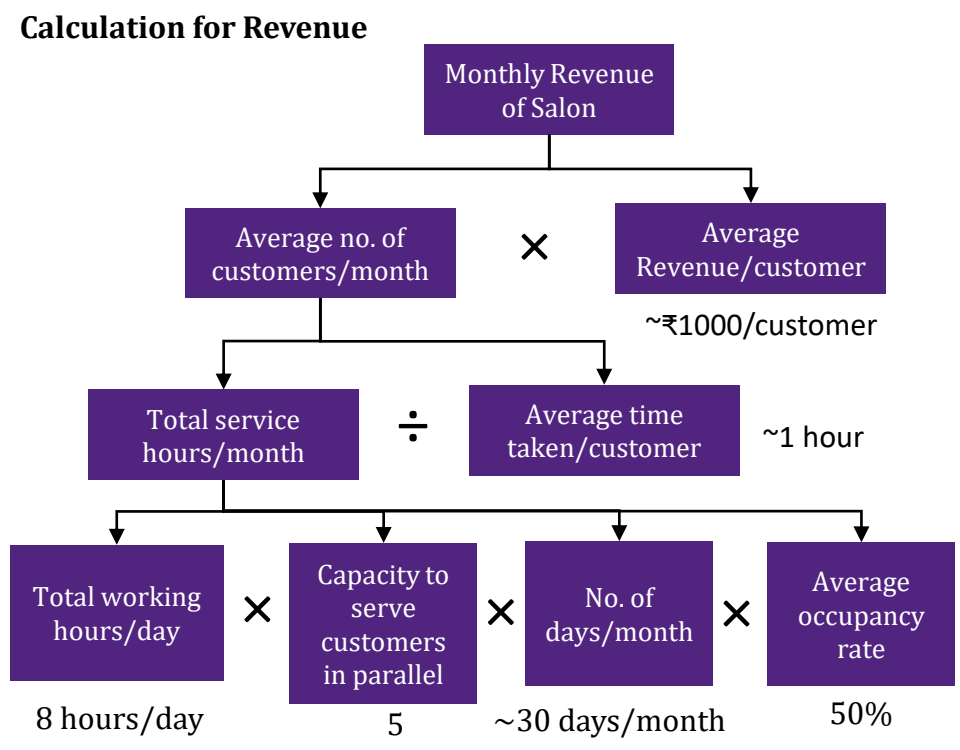 Calculation for Revenue
Monthly Revenue
of Salon
Average no. of
customers/month
×
Average
Revenue/customer
~₹1000/customer
Total service
hours/month
÷
Average time
taken/customer
~1 hour
Total working
hours/day
×
Capacity to
serve
customers
in parallel
×
No. of
days/month
×
Average
occupancy
rate
8 hours/day
5
~30 days/month
50%